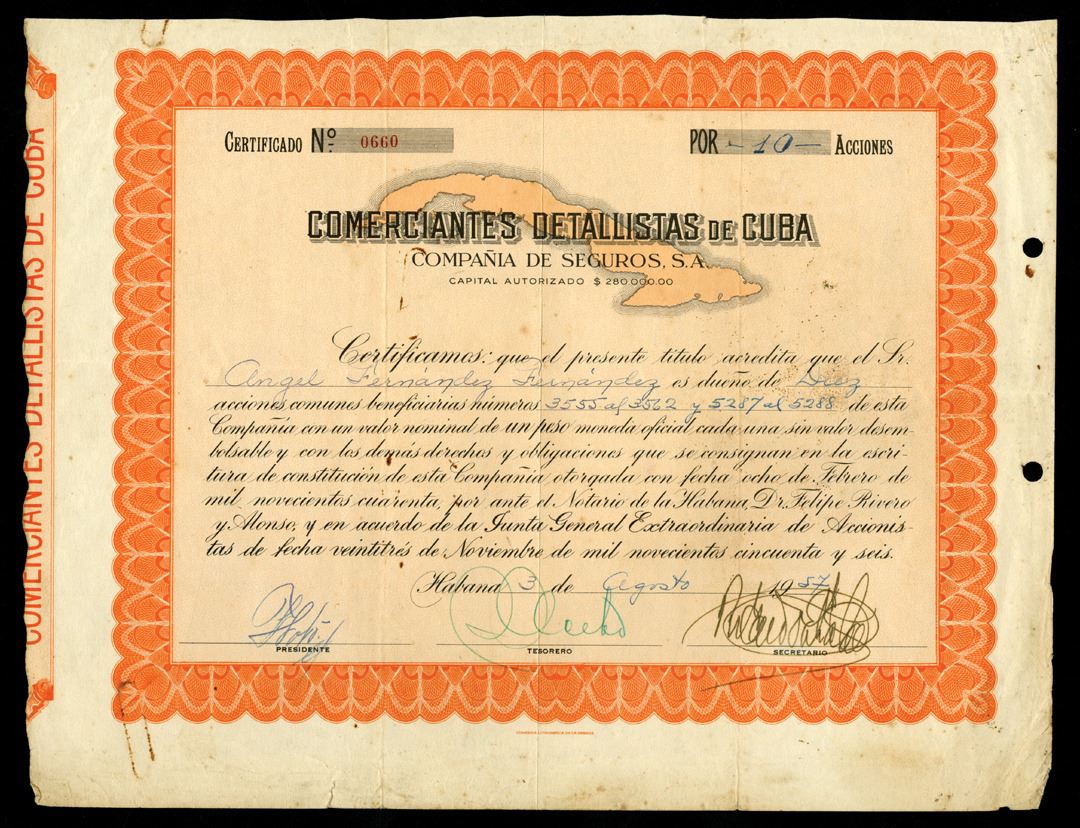 COMERCIANTES DETALLISTAS DE CUBA
CERTIFICADO Nº 0660
POR - 10 - ACCIONES
COMERCIANTES DETALLISTAS DE CUBA
COMPAÑIA DE SEGUROS, S.A.
CAPITAL AUTORIZADO $ 280.000.00
Certificamos: que el presente título acredita que el Sr.
Angel Fernández Fernández es dueño de Diez
acciones comunes beneficiarias números 3555 al 3562 y 5287 al 5288 de esta
Compañía con un valor nominal de un peso moneda oficial cada una sin valor desem-
bolsable y con los demás derechos y obligaciones que se consignan en la escri-
tura de constitución de esta Compañía otorgada con fecha ocho de Febrero de
mil novecientos cuarenta, por ante el Notario de la Habana, Dr. Felipe Rivero
y Alonso, y en acuerdo de la Junta General Extraordinaria de Accionis-
tas de fecha veintitrés de Noviembre de mil novecientos cincuenta y seis.
Habana 3 de Agosto 1957
PRESIDENTE
TESORERO
SECRETARIO